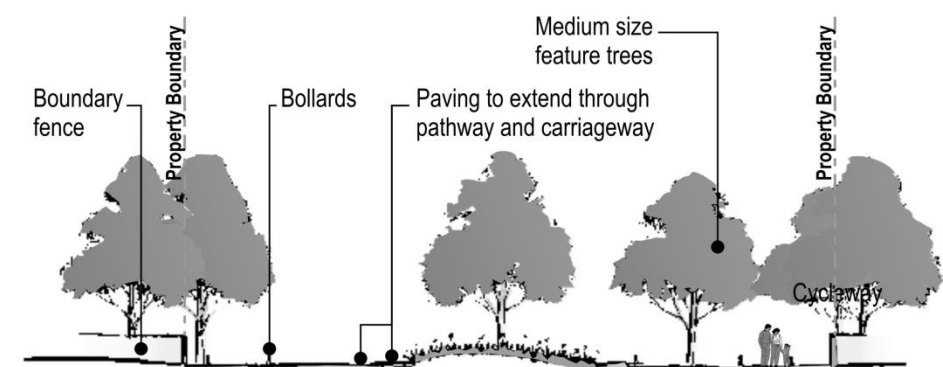 Medium size
feature trees
Property Boundary
Property Boundary
Boundary
fence
Bollards
Paving to extend through
pathway and carriageway
Cycleway